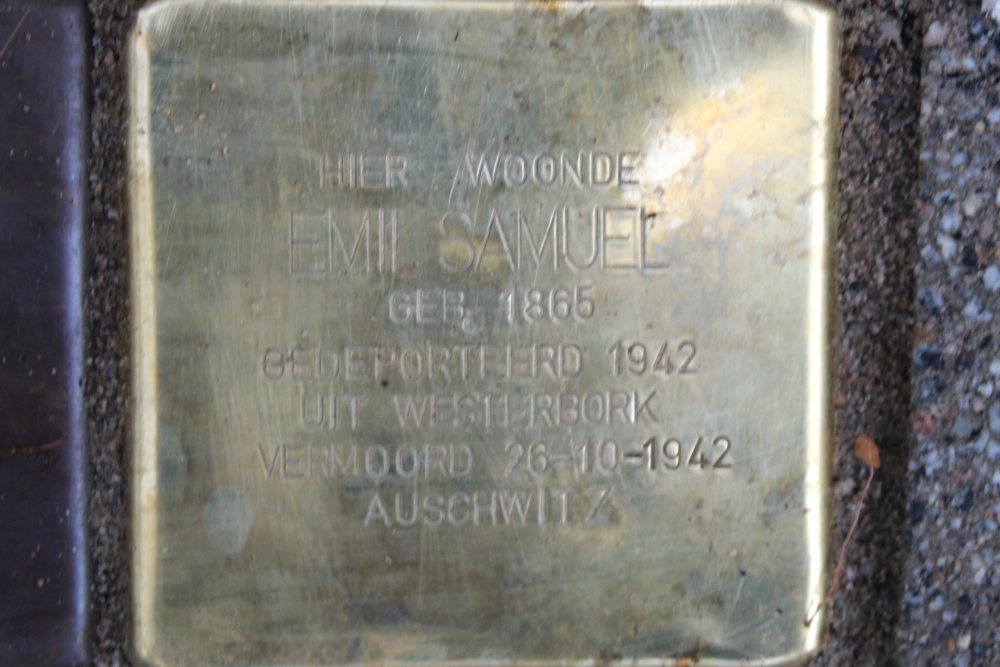 HIER WOONDE
EMIL SAMUEL
GEB. 1865
GEDEPORTEERD 1942
UIT WESTERBORK
VERMOORD 26-10-1942
AUSCHWITZ